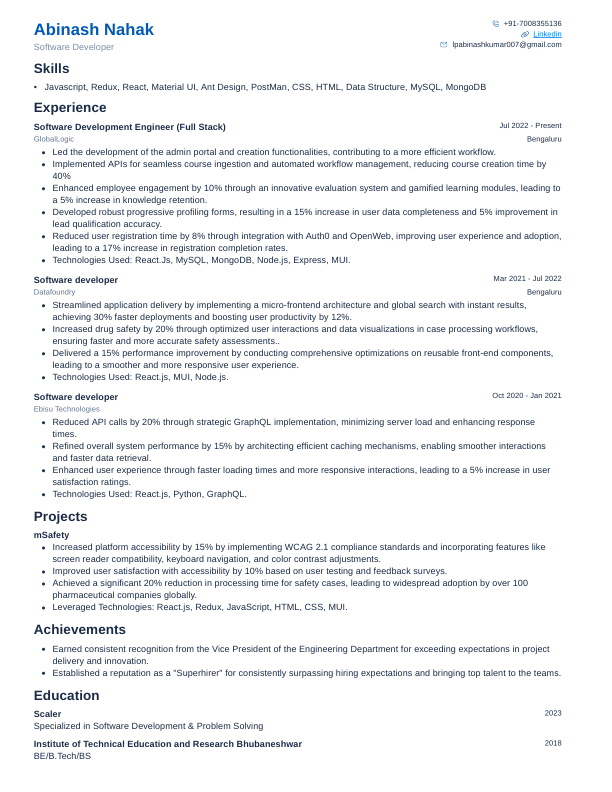 Abinash Nahak
Software Developer
+91-7008355136
Linkedin
lpabinashkumar007@gmail.com
Skills
• Javascript, Redux, React, Material UI, Ant Design, PostMan, CSS, HTML, Data Structure, MySQL, MongoDB
Experience
Software Development Engineer (Full Stack) Jul 2022 - Present
GlobalLogic Bengaluru
• Led the development of the admin portal and creation functionalities, contributing to a more efficient workflow.
• Implemented APIs for seamless course ingestion and automated workflow management, reducing course creation time by
40%
• Enhanced employee engagement by 10% through an innovative evaluation system and gamified learning modules, leading to
a 5% increase in knowledge retention.
• Developed robust progressive profiling forms, resulting in a 15% increase in user data completeness and 5% improvement in
lead qualification accuracy.
• Reduced user registration time by 8% through integration with Auth0 and OpenWeb, improving user experience and adoption,
leading to a 17% increase in registration completion rates.
• Technologies Used: React.Js, MySQL, MongoDB, Node.js, Express, MUI.
Software developer Mar 2021 - Jul 2022
Datafoundry Bengaluru
• Streamlined application delivery by implementing a micro-frontend architecture and global search with instant results,
achieving 30% faster deployments and boosting user productivity by 12%.
• Increased drug safety by 20% through optimized user interactions and data visualizations in case processing workflows,
ensuring faster and more accurate safety assessments..
• Delivered a 15% performance improvement by conducting comprehensive optimizations on reusable front-end components,
leading to a smoother and more responsive user experience.
• Technologies Used: React.js, MUI, Node.js.
Software developer Oct 2020 - Jan 2021
Ebisu Technologies
• Reduced API calls by 20% through strategic GraphQL implementation, minimizing server load and enhancing response
times.
• Refined overall system performance by 15% by architecting efficient caching mechanisms, enabling smoother interactions
and faster data retrieval.
• Enhanced user experience through faster loading times and more responsive interactions, leading to a 5% increase in user
satisfaction ratings.
• Technologies Used: React.js, Python, GraphQL.
Projects
mSafety
• Increased platform accessibility by 15% by implementing WCAG 2.1 compliance standards and incorporating features like
screen reader compatibility, keyboard navigation, and color contrast adjustments.
• Improved user satisfaction with accessibility by 10% based on user testing and feedback surveys.
• Achieved a significant 20% reduction in processing time for safety cases, leading to widespread adoption by over 100
pharmaceutical companies globally.
• Leveraged Technologies: React.js, Redux, JavaScript, HTML, CSS, MUI.
Achievements
• Earned consistent recognition from the Vice President of the Engineering Department for exceeding expectations in project
delivery and innovation.
• Established a reputation as a "Superhirer" for consistently surpassing hiring expectations and bringing top talent to the teams.
Education
Scaler 2023
Specialized in Software Development & Problem Solving
Institute of Technical Education and Research Bhubaneshwar 2018
BE/B.Tech/BS